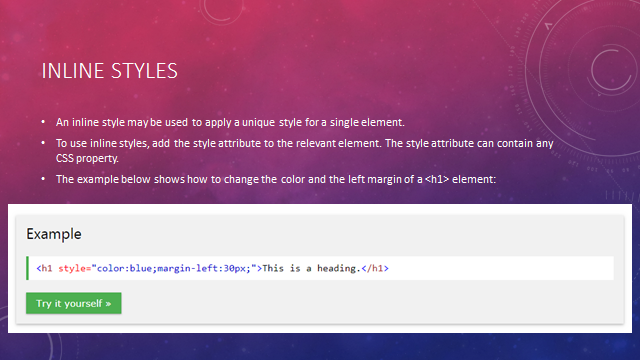 INLINE STYLES
• An inline style may be used to apply a unique style for a single element.
• To use inline styles, add the style attribute to the relevant element. The style attribute can contain any
CSS property.
• The example below shows how to change the color and the left margin of a <h1> element:
Example
<h1 style="color:blue;margin-left:30px;">This is a heading.</h1>
Try it yourself »